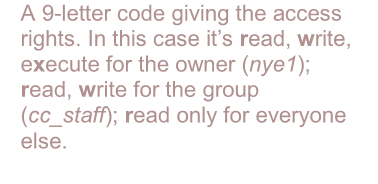 A 9-letter code giving the access
rights. In this case it’s read, write,
execute for the owner (nye1);
read, write for the group
(cc_staff); read only for everyone
else.